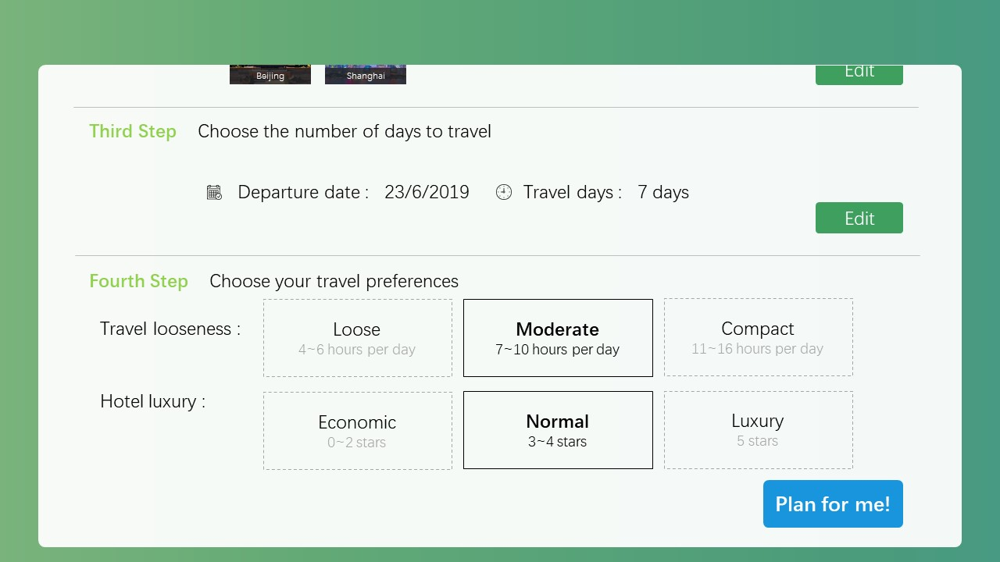 Beijing Shanghai Edit
Third Step Choose the number of days to travel
Departure date : 23/6/2019 Travel days : 7 days
Edit
Fourth Step Choose your travel preferences
Travel looseness : Loose Moderate Compact
4~6 hours per day 7~10 hours per day 11~16 hours per day
Hotel luxury :
Economic Normal Luxury
0~2 stars 3~4 stars 5 stars
Plan for me!